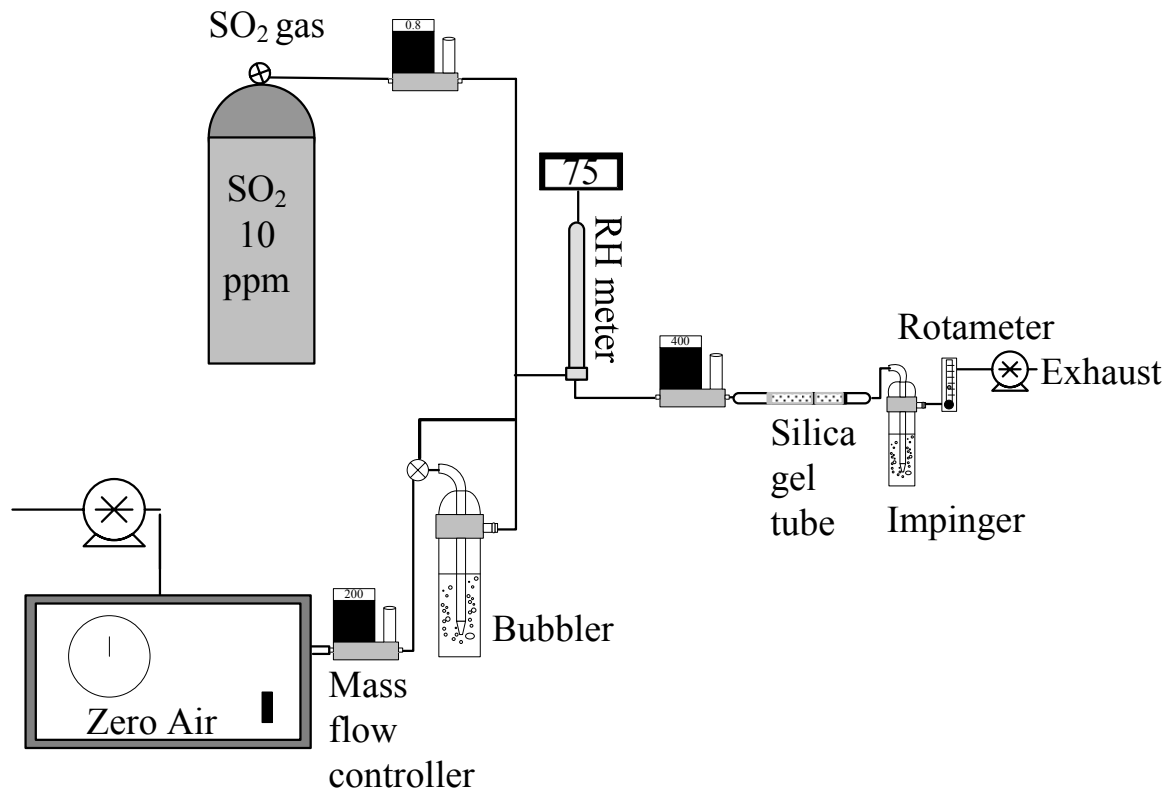 SO₂ gas
0.8
SO₂
10
ppm
75
RH meter
400
Rotameter
Exhaust
Silica
gel
tube
Impinger
200
Bubbler
Zero Air
Mass
flow
controller